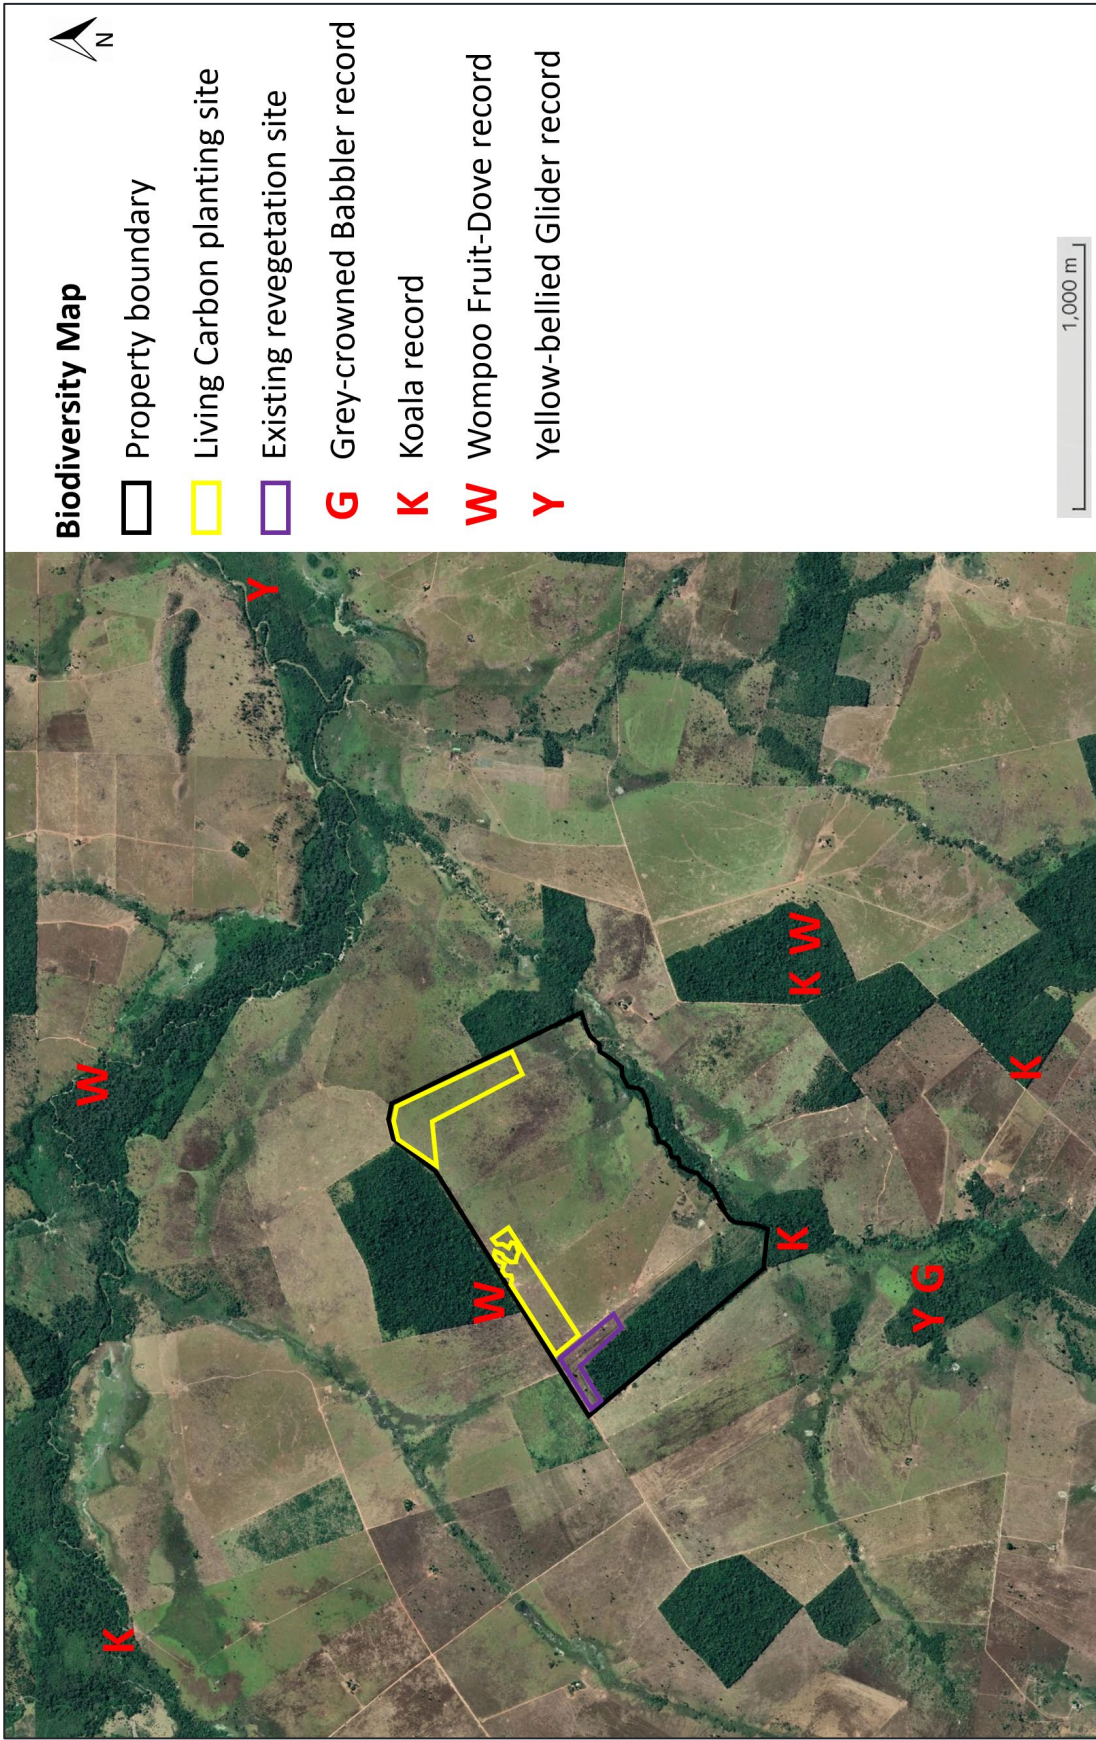 N
Biodiversity Map
Property boundary
Living Carbon planting site
Existing revegetation site
G Grey-crowned Babbler record
K Koala record
W Wompoo Fruit-Dove record
Y Yellow-bellied Glider record
1,000 m
K
W
Y
W
K
Y G
K W
K